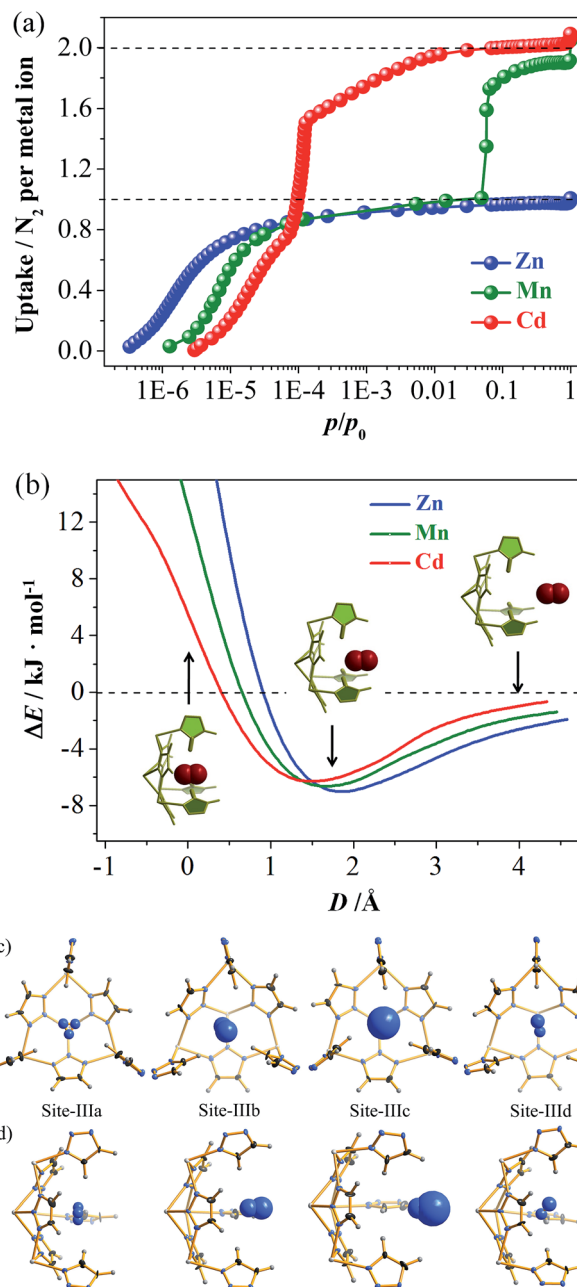 (a)
2.0
1.6
1.2
0.8
0.4
0.0
Uptake / N₂ per metal ion
Zn
Mn
Cd
1E-6 1E-5 1E-4 1E-3 0.01 0.1 1
p/p₀
(b)
12
8
4
0
-4
-8
ΔE / kJ · mol⁻¹
Zn
Mn
Cd
-1 0 1 2 3 4
D /Å
c)
Site-IIIa Site-IIIb Site-IIIc Site-IIId
d)